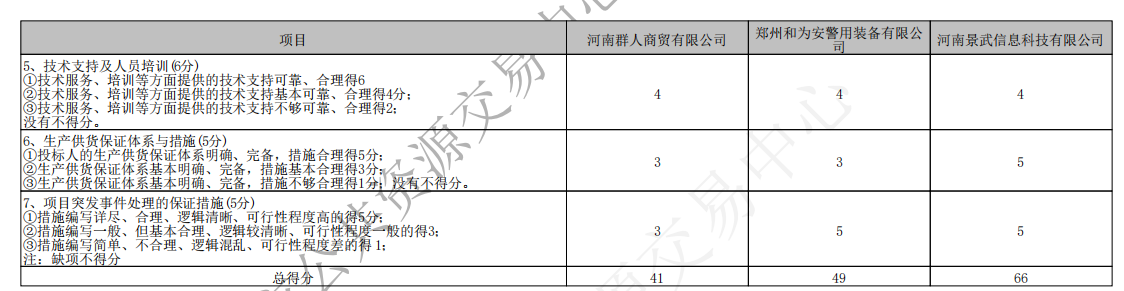 项目
河南群人商贸有限公司
郑州和为安警用装备有限公
司
河南景武信息科技有限公司
5、技术支持及人员培训(6分)
①技术服务、培训等方面提供的技术支持可靠、合理得6
②技术服务、培训等方面提供的技术支持基本可靠、合理得4分；
③技术服务、培训等方面提供的技术支持不够可靠、合理得2；
没有不得分。
4
4
4
6、生产供货保证体系与措施(5分)
①投标人的生产供货保证体系明确、完备，措施合理得5分；
②生产供货保证体系基本明确、完备，措施基本合理得3分；
③生产供货保证体系基本明确、完备，措施不够合理得1分；没有不得分。
3
3
5
7、项目突发事件处理的保证措施(5分)
①措施编写详尽、合理、逻辑清晰、可行性程度高的得5分；
②措施编写一般、但基本合理、逻辑较清晰、可行性程度一般的得3；
③措施编写简单、不合理、逻辑混乱、可行性程度差的得 1；
注：缺项不得分
3
5
5
总得分
41
49
66
公共资源交易中心
源交易中心